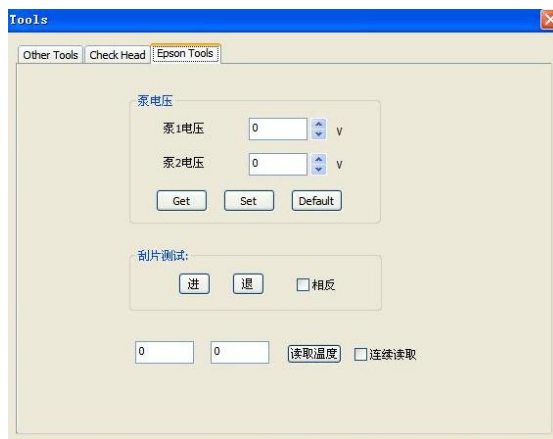 Tools
Other Tools Check Head Epson Tools
泵电压
泵1电压 0 V
泵2电压 0 V
Get Set Default
刮片测试:
进 退 相反
0 0 读取温度 连续读取